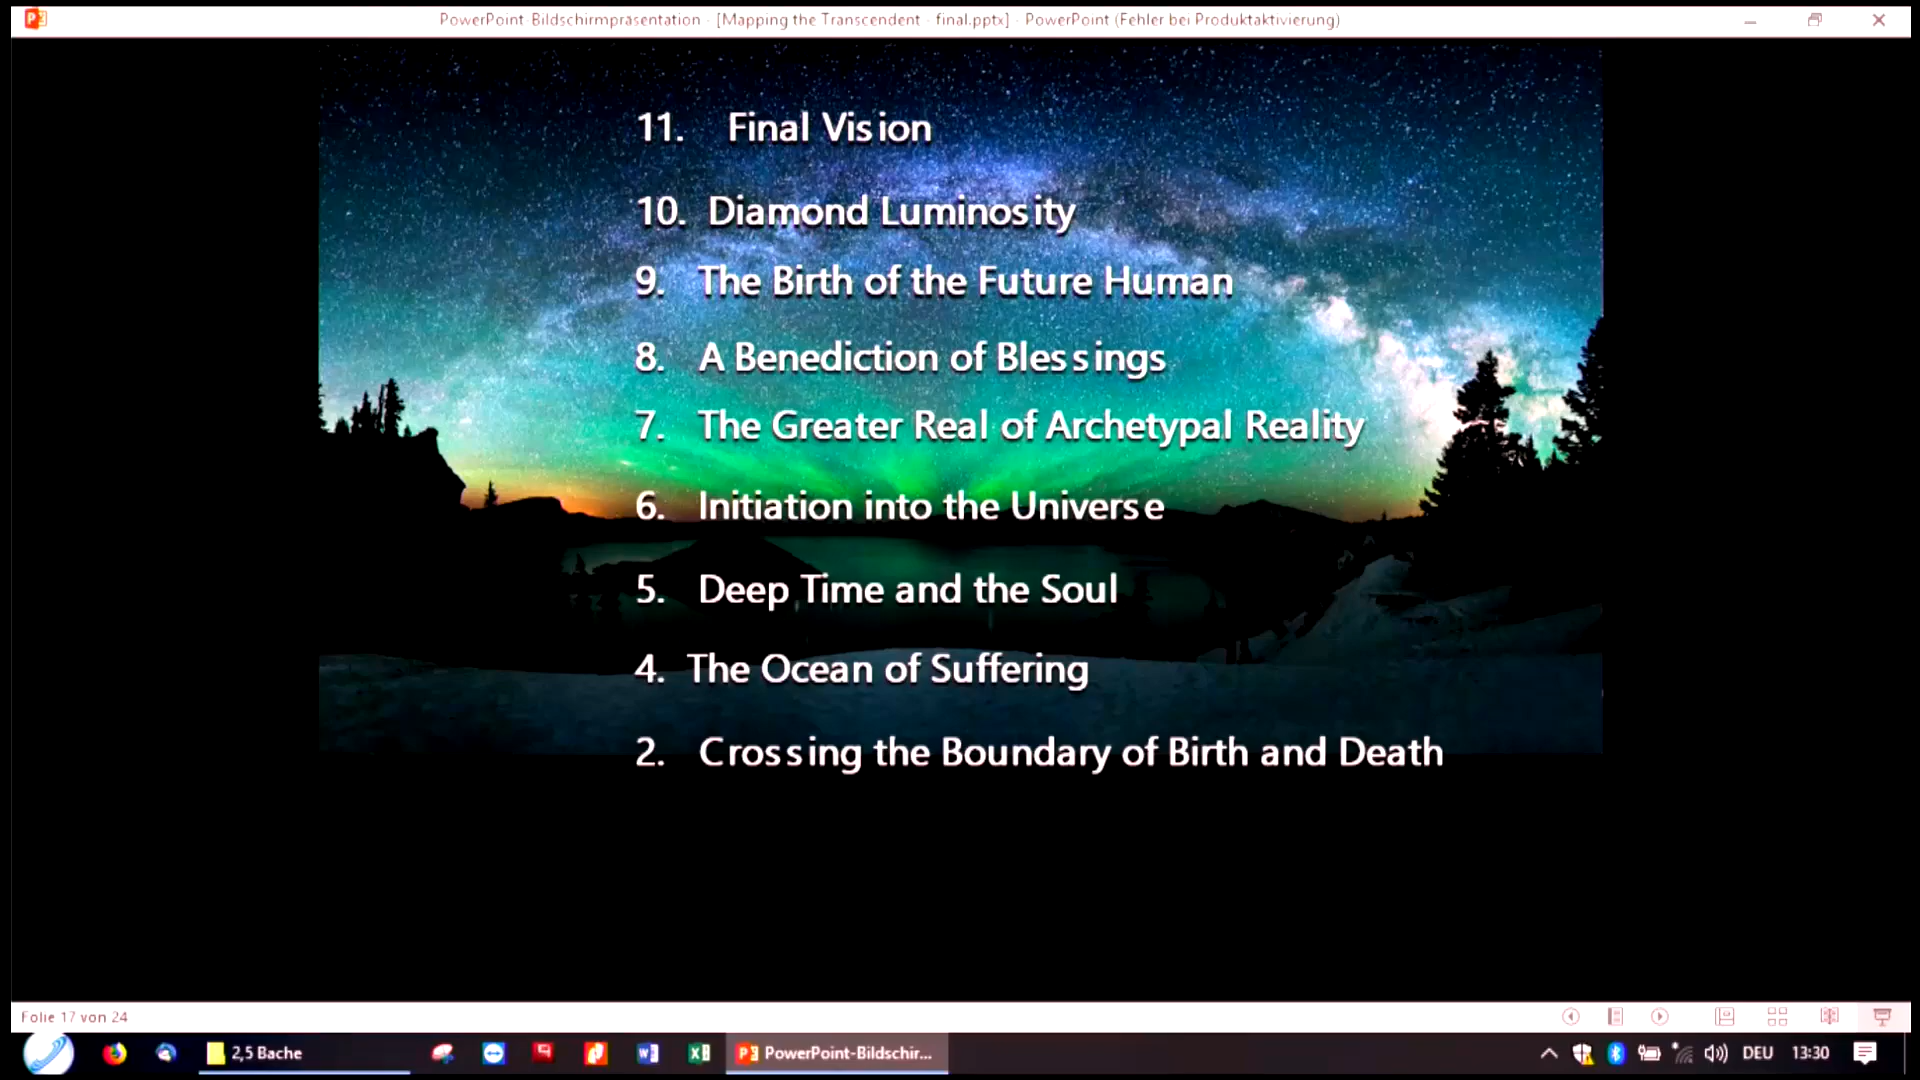 PowerPoint-Bildschirmpräsentation - [Mapping the Transcendent - final.pptx] - PowerPoint (Fehler bei Produktaktivierung)
11. Final Vision
10. Diamond Luminosity
9. The Birth of the Future Human
8. A Benediction of Blessings
7. The Greater Real of Archetypal Reality
6. Initiation into the Universe
5. Deep Time and the Soul
4. The Ocean of Suffering
2. Crossing the Boundary of Birth and Death
Folie 17 von 24
2,5 Bache
PowerPoint-Bildschir...
DEU
13:30